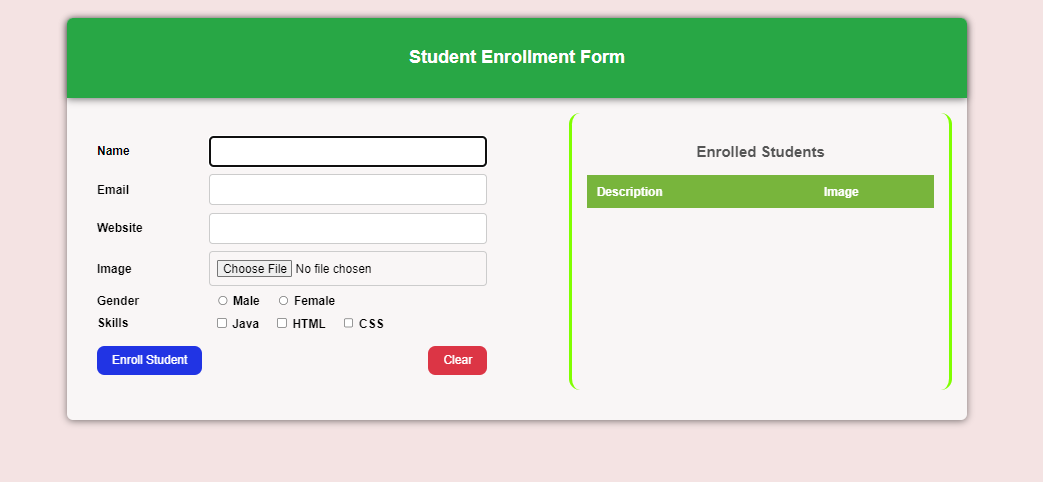 Student Enrollment Form
Name
Email
Website
Image
Choose File No file chosen
Gender
Male
Female
Skills
Java
HTML
CSS
Enroll Student
Clear
Enrolled Students
Description
Image